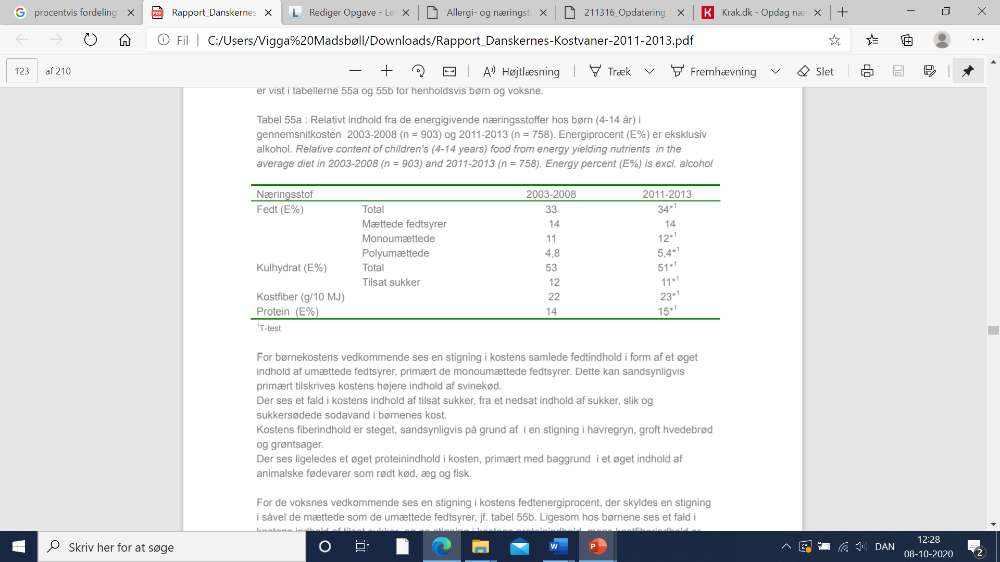 procentvis fordeling
Rapport_Danskernes
Rediger Opgave - Le
Allergi- og næringsta
211316_Opdatering_
Krak.dk - Opdag næ
Fil
C:/Users/Vigga%20Madsbøll/Downloads/Rapport_Danskernes-Kostvaner-2011-2013.pdf
123 af 210
Højtlæsning
Træk
Fremhævning
Slet
er vist i tabellerne 55a og 55b for henholdsvis børn og voksne.
Tabel 55a : Relativt indhold fra de energigivende næringsstoffer hos børn (4-14 år) i
gennemsnitkosten 2003-2008 (n = 903) og 2011-2013 (n = 758). Energiprocent (E%) er eksklusiv
alkohol. Relative content of children's (4-14 years) food from energy yielding nutrients in the
average diet in 2003-2008 (n = 903) and 2011-2013 (n = 758). Energy percent (E%) is excl. alcohol
Næringsstof 2003-2008 2011-2013
Fedt (E%) Total 33 34*1
Mættede fedtsyrer 14 14
Monoumættede 11 12*1
Polyumættede 4,8 5,4*1
Kulhydrat (E%) Total 53 51*1
Tilsat sukker 12 11*1
Kostfiber (g/10 MJ) 22 23*1
Protein (E%) 14 15*1
1T-test
For børnekostens vedkommende ses en stigning i kostens samlede fedtindhold i form af et øget
indhold af umættede fedtsyrer, primært de monoumættede fedtsyrer. Dette kan sandsynligvis
primært tilskrives kostens højere indhold af svinekød.
Der ses et fald i kostens indhold af tilsat sukker, fra et nedsat indhold af sukker, slik og
sukkersødede sodavand i børnenes kost.
Kostens fiberindhold er steget, sandsynligvis på grund af i en stigning i havregryn, groft hvedebrød
og grøntsager.
Der ses ligeledes et øget proteinindhold i kosten, primært med baggrund i et øget indhold af
animalske fødevarer som rødt kød, æg og fisk.
For de voksnes vedkommende ses en stigning i kostens fedtenergiprocent, der skyldes en stigning
i såvel de mættede som de umættede fedtsyrer, jf. tabel 55b. Ligesom hos børnene ses et fald i
kostens indhold af tilsat sukker, og en stigning i kostens proteinindhold, mens kostfiberindhold er
Skriv her for at søge
DAN
12:28
08-10-2020
2